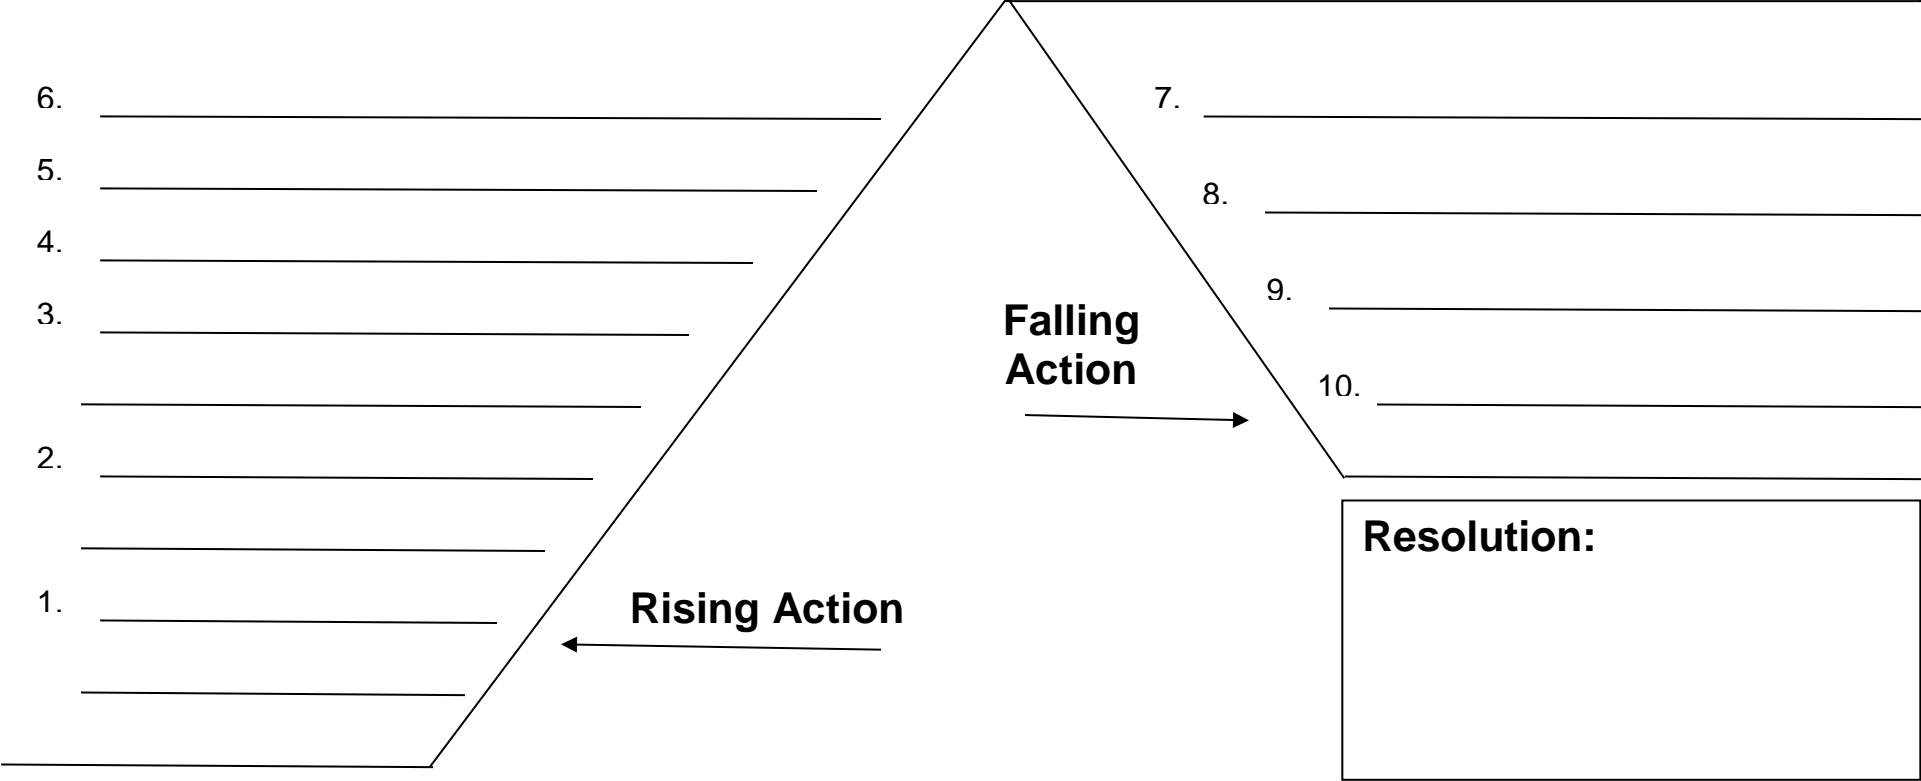 6.
5.
4.
3.
2.
1.
Rising Action
Falling
Action
7.
8.
9.
10.
Resolution: